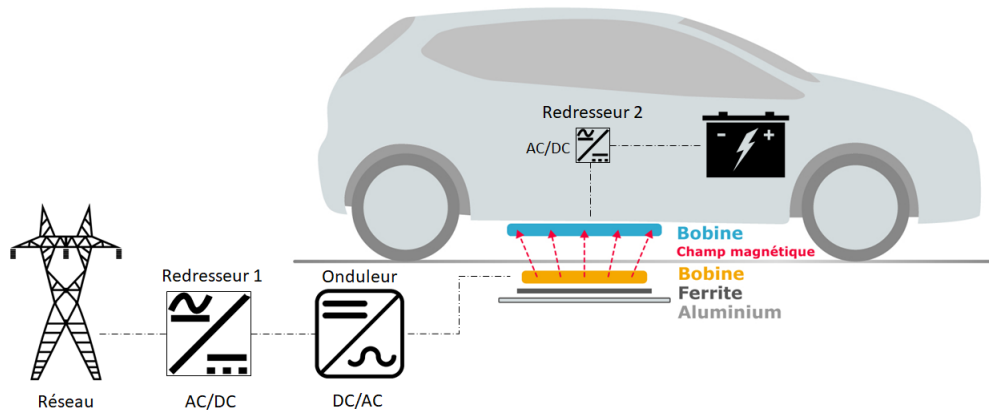 Redresseur 2
AC/DC
- +
Bobine
Champ magnétique
Bobine
Ferrite
Aluminium
Redresseur 1
Onduleur
Réseau
AC/DC
DC/AC